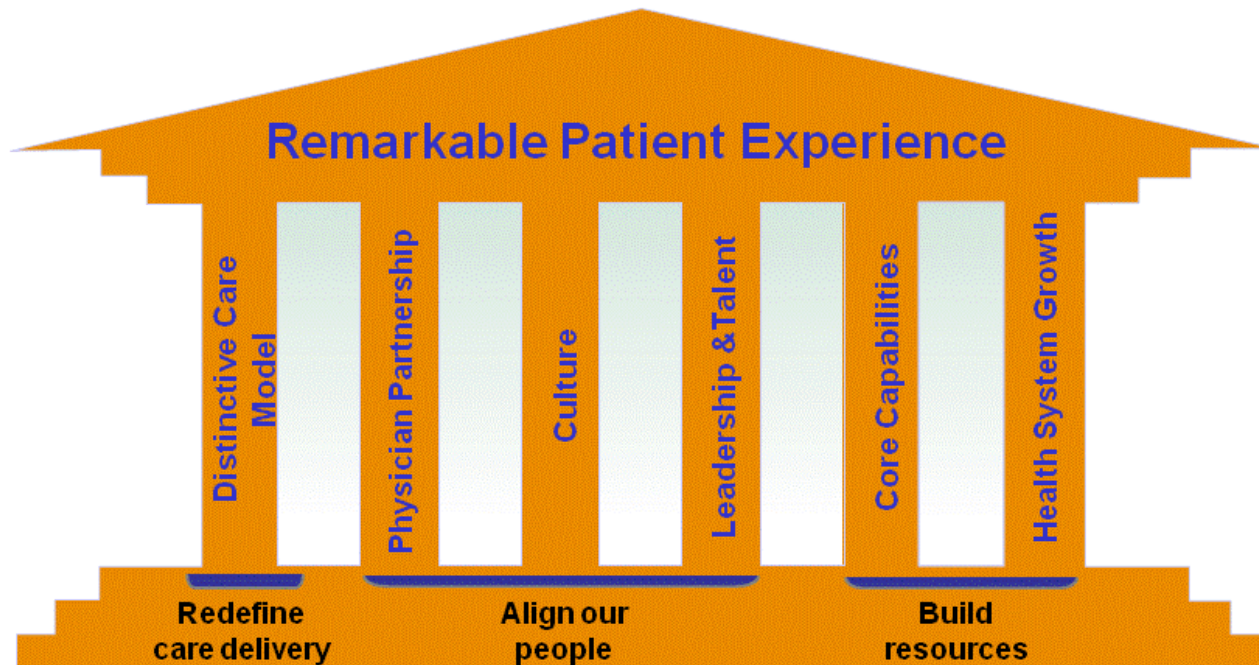 Remarkable Patient Experience
Distinctive Care
Model
Physician Partnership
Culture
Leadership &Talent
Core Capabilities
Health System Growth
Redefine
care delivery
Align our
people
Build
resources